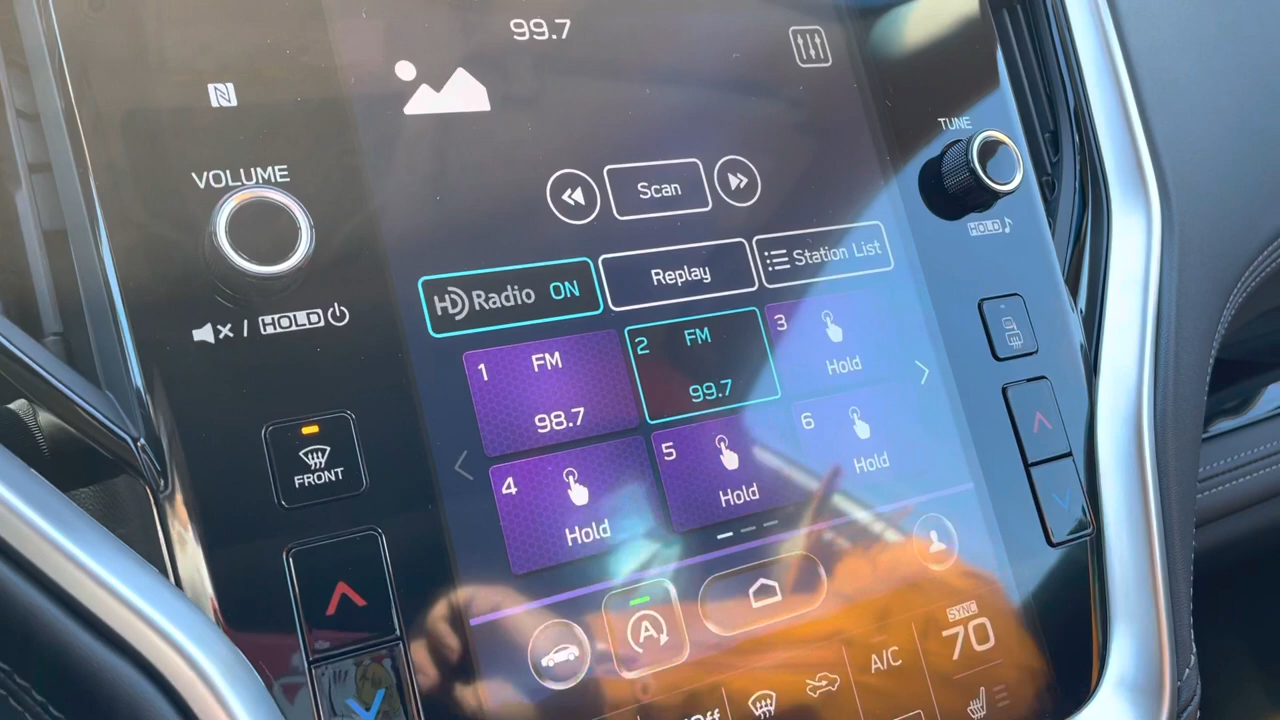 99.7
VOLUME
TUNE
Scan
HOLD
HD Radio ON
Replay
Station List
/ HOLD
1 FM
98.7
2 FM
99.7
3
Hold
FRONT
4
Hold
5
Hold
6
Hold
A
A/C
SYNC
70